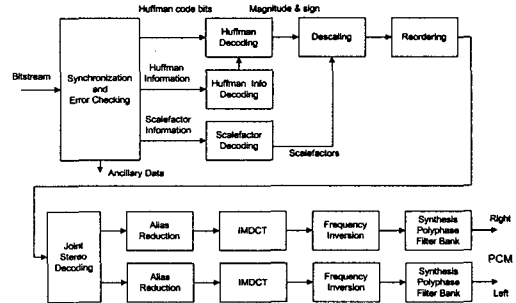 Huffman code bits
Magnitude & sign
Huffman
Decoding
Descaling
Reordering
Synchronization
and
Error Checking
Bitstream
Huffman
Information
Huffman Info
Decoding
Scalefactor
Information
Scalefactor
Decoding
Scalefactors
Ancillary Data
Joint
Stereo
Decoding
Alias
Reduction
IMDCT
Frequency
Inversion
Synthesis
Polyphase
Filter Bank
Right
PCM
Alias
Reduction
IMDCT
Frequency
Inversion
Synthesis
Polyphase
Filter Bank
Left